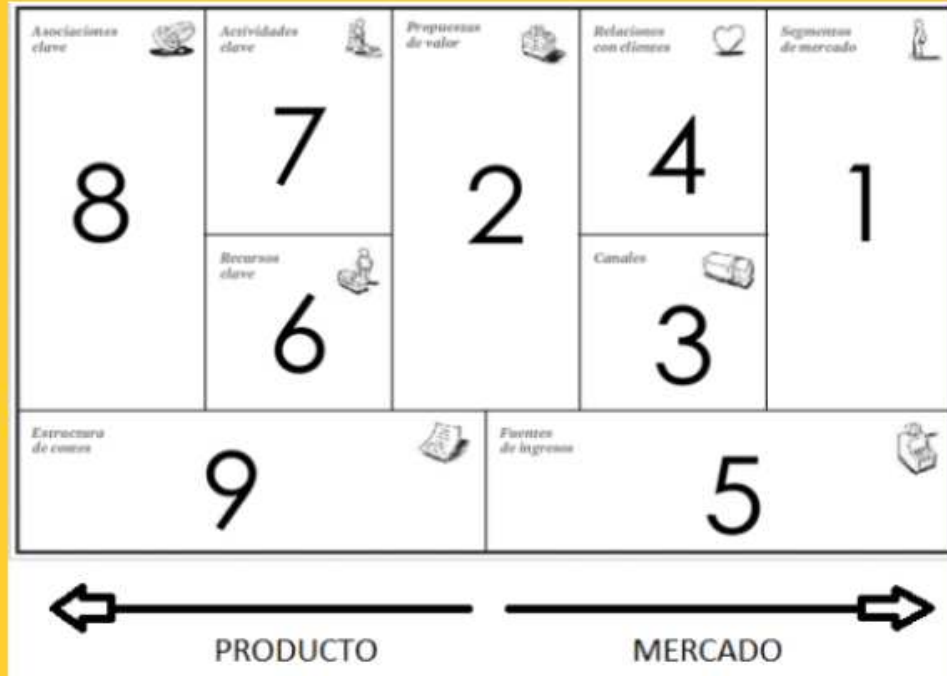 Asociaciones
clave
8
Actividades
clave
7
Recursos
clave
6
Propuestas
de valor
2
Relaciones
con clientes
4
Canales
3
Segmentos
de mercado
1
Estructura
de costes
9
Fuentes
de ingresos
5
PRODUCTO
MERCADO